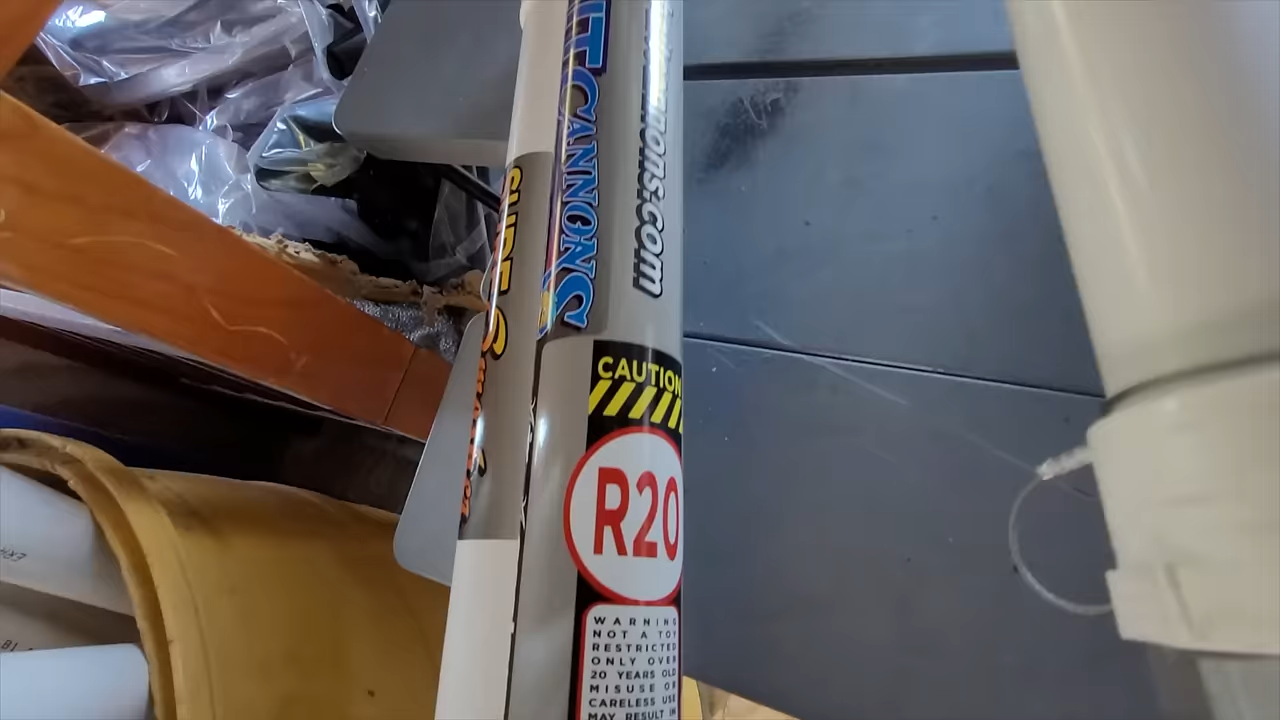 CANNONS
nons.com
CAUTION
R20
WARNING
NOT A TOY
RESTRICTED
ONLY OVER
20 YEARS OLD
MISUSE OR
CARELESS USE
MAY RESULT IN